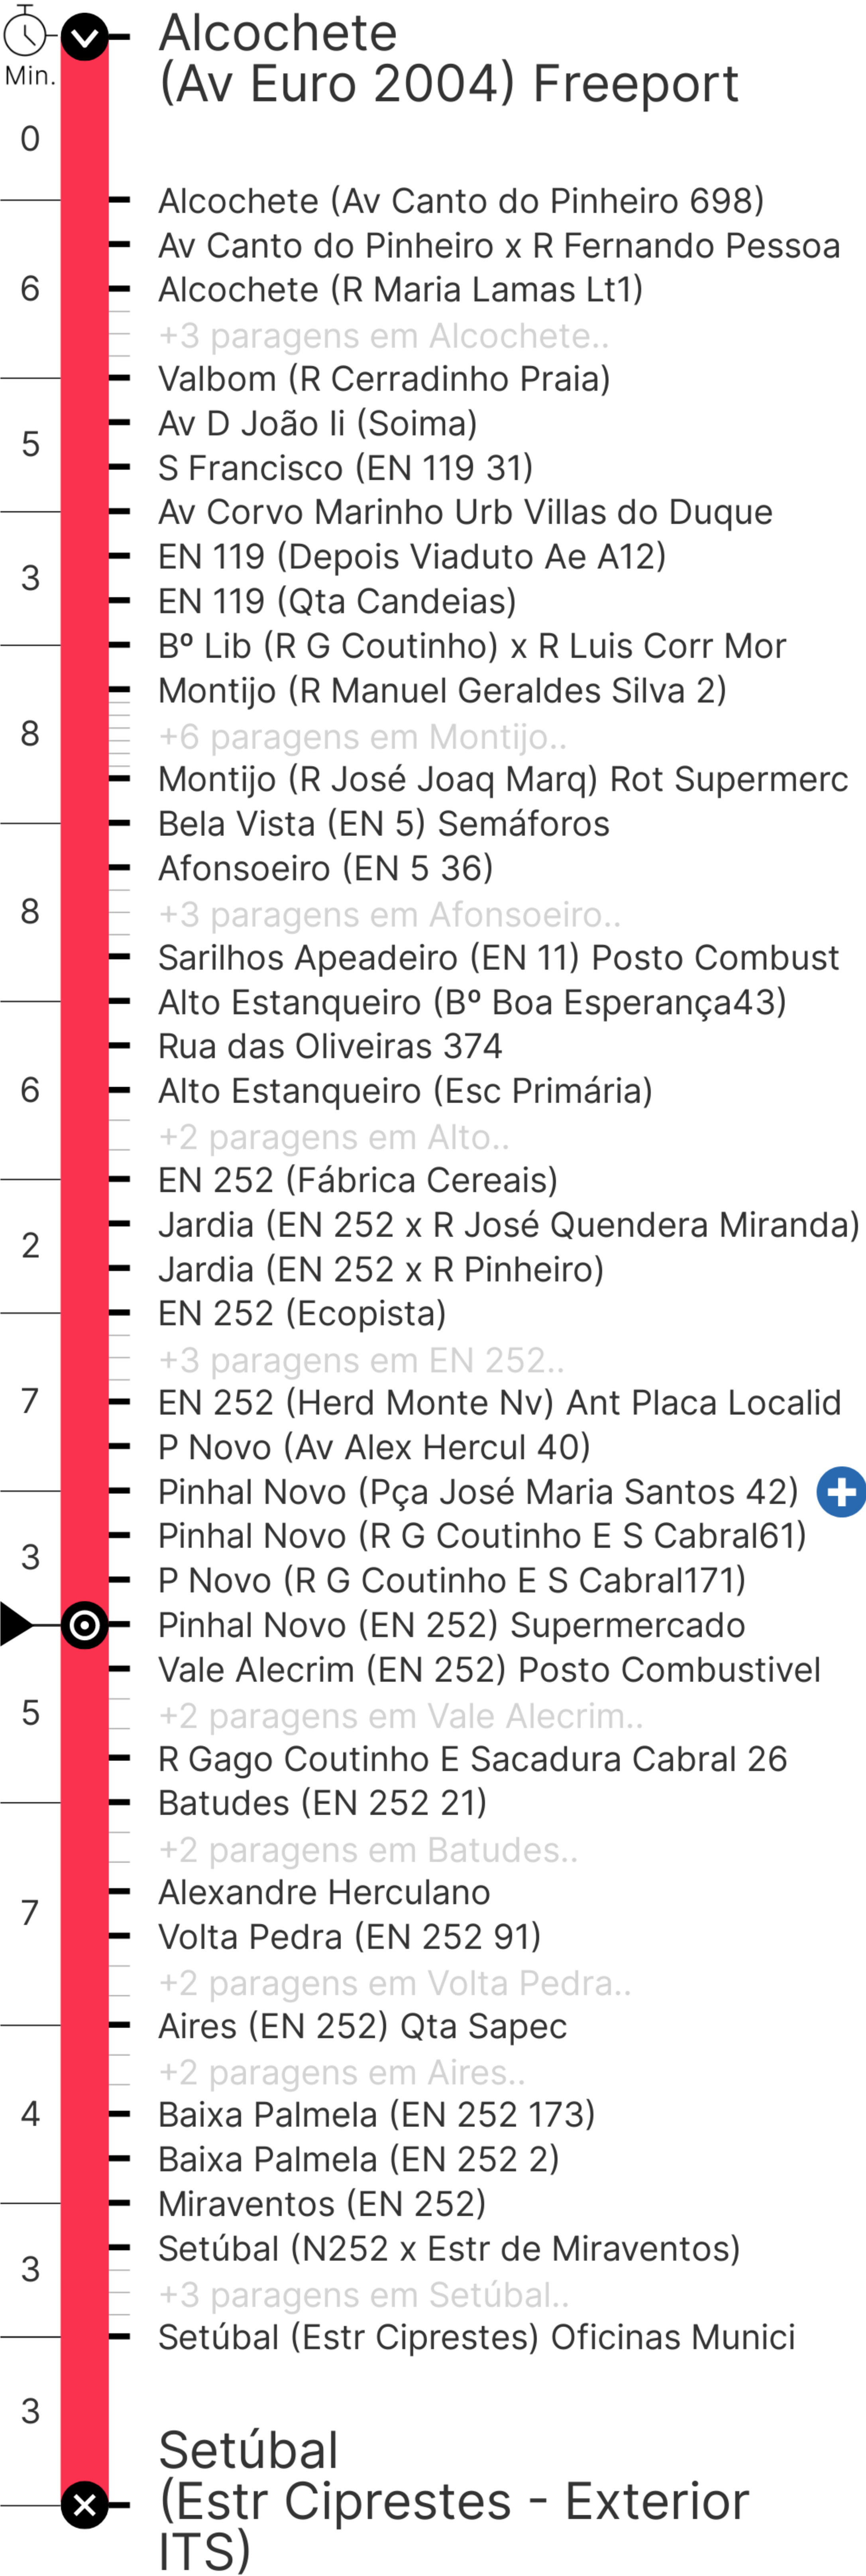 Alcochete
(Av Euro 2004) Freeport
Min.
0
Alcochete (Av Canto do Pinheiro 698)
Av Canto do Pinheiro x R Fernando Pessoa
6
Alcochete (R Maria Lamas Lt1)
+3 paragens em Alcochete..
Valbom (R Cerradinho Praia)
Av D João Ii (Soima)
5
S Francisco (EN 119 31)
Av Corvo Marinho Urb Villas do Duque
EN 119 (Depois Viaduto Ae A12)
3
EN 119 (Qta Candeias)
Bº Lib (R G Coutinho) x R Luis Corr Mor
Montijo (R Manuel Geraldes Silva 2)
8
+6 paragens em Montijo..
Montijo (R José Joaq Marq) Rot Supermerc
Bela Vista (EN 5) Semáforos
Afonsoeiro (EN 5 36)
8
+3 paragens em Afonsoeiro..
Sarilhos Apeadeiro (EN 11) Posto Combust
Alto Estanqueiro (Bº Boa Esperança43)
Rua das Oliveiras 374
6
Alto Estanqueiro (Esc Primária)
+2 paragens em Alto..
EN 252 (Fábrica Cereais)
Jardia (EN 252 x R José Quendera Miranda)
2
Jardia (EN 252 x R Pinheiro)
EN 252 (Ecopista)
+3 paragens em EN 252..
7
EN 252 (Herd Monte Nv) Ant Placa Localid
P Novo (Av Alex Hercul 40)
Pinhal Novo (Pça José Maria Santos 42)
Pinhal Novo (R G Coutinho E S Cabral61)
3
P Novo (R G Coutinho E S Cabral171)
Pinhal Novo (EN 252) Supermercado
Vale Alecrim (EN 252) Posto Combustivel
5
+2 paragens em Vale Alecrim..
R Gago Coutinho E Sacadura Cabral 26
Batudes (EN 252 21)
+2 paragens em Batudes..
Alexandre Herculano
7
Volta Pedra (EN 252 91)
+2 paragens em Volta Pedra..
Aires (EN 252) Qta Sapec
+2 paragens em Aires..
4
Baixa Palmela (EN 252 173)
Baixa Palmela (EN 252 2)
Miraventos (EN 252)
Setúbal (N252 x Estr de Miraventos)
3
+3 paragens em Setúbal..
Setúbal (Estr Ciprestes) Oficinas Munici
3
Setúbal
(Estr Ciprestes - Exterior
ITS)